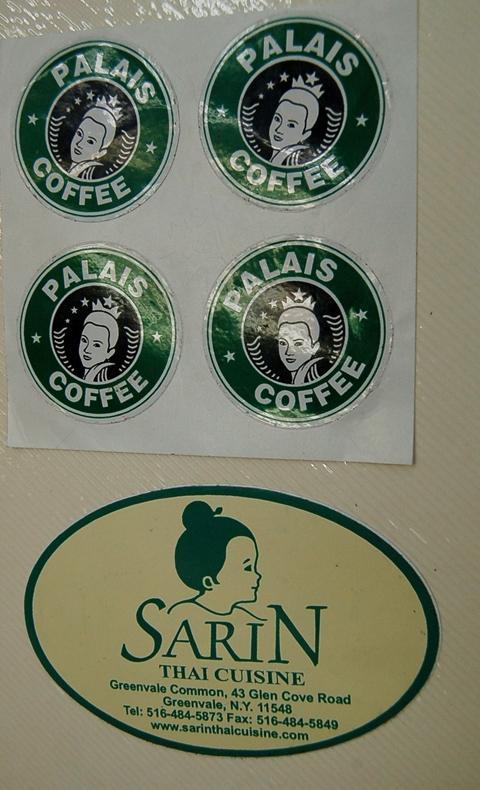 PALAIS
COFFEE
PALAIS
COFFEE
PALAIS
COFFEE
PALAIS
COFFEE
SARIN
THAI CUISINE
Greenvale Common, 43 Glen Cove Road
Greenvale, N.Y. 11548
Tel: 516-484-5873 Fax: 516-484-5849
www.sarinthaicuisine.com